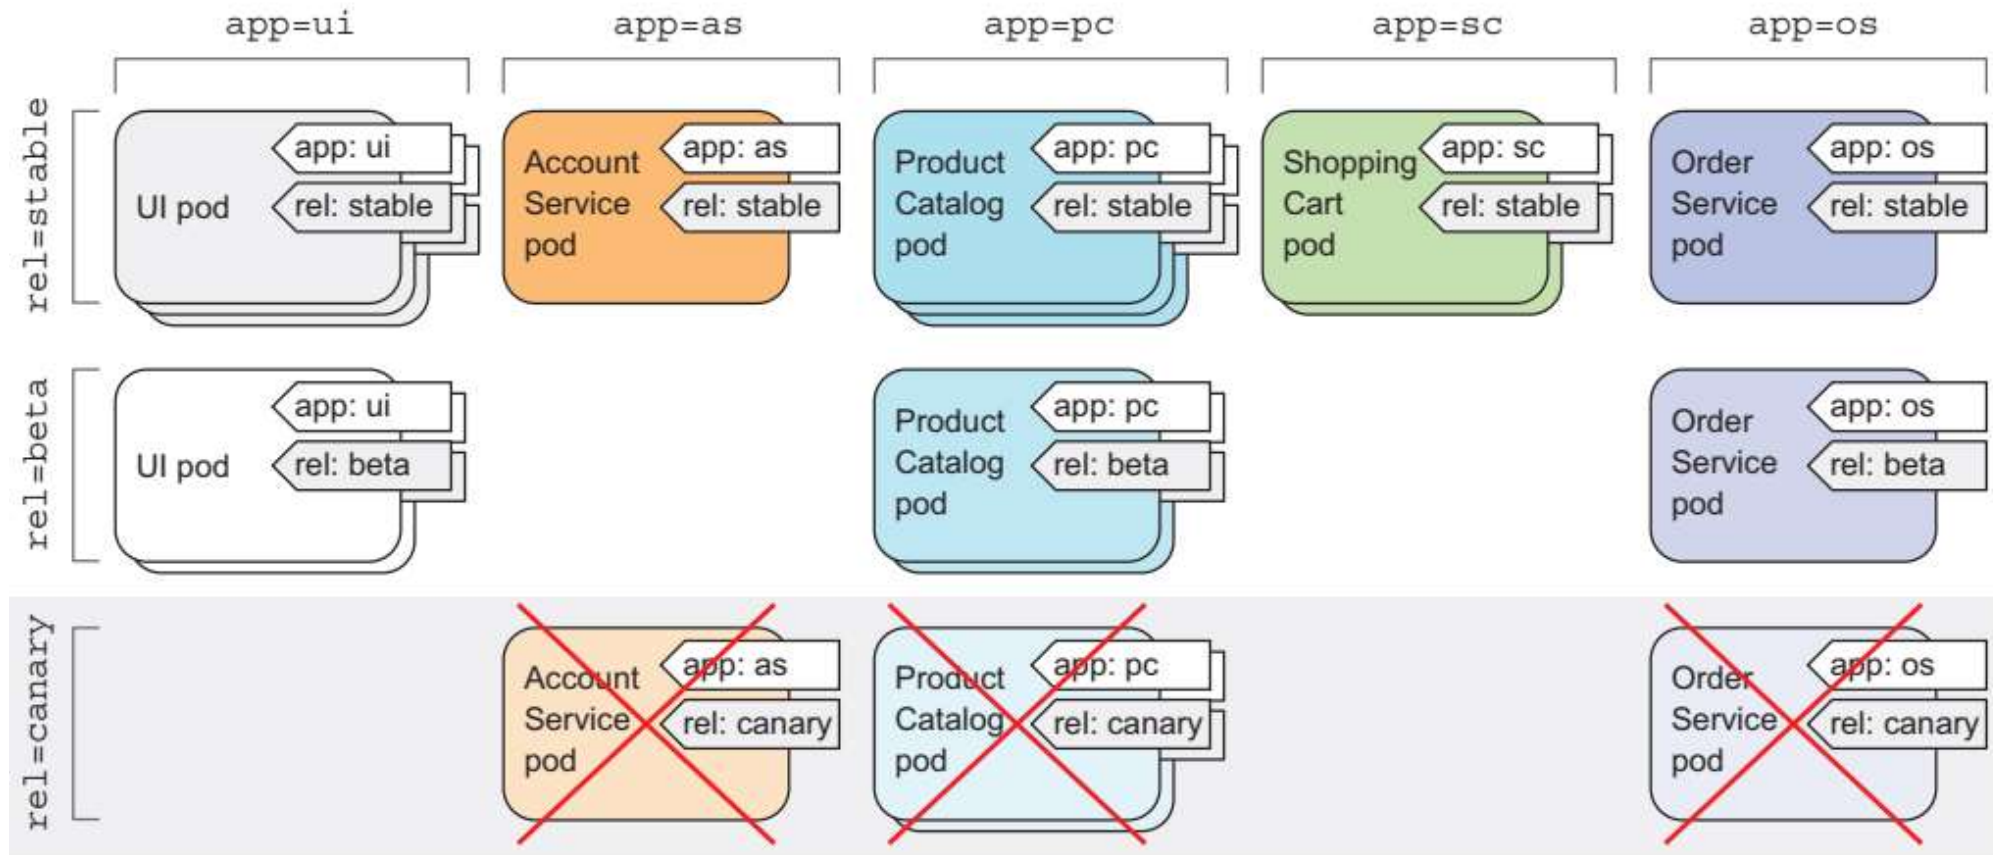 app=ui
app=as
app=pc
app=sc
app=os
rel=stable
UI pod
app: ui
rel: stable
Account
Service
pod
app: as
rel: stable
Product
Catalog
pod
app: pc
rel: stable
Shopping
Cart
pod
app: sc
rel: stable
Order
Service
pod
app: os
rel: stable
rel=beta
UI pod
app: ui
rel: beta
Product
Catalog
pod
app: pc
rel: beta
Order
Service
pod
app: os
rel: beta
rel=canary
Account
Service
pod
app: as
rel: canary
Product
Catalog
pod
app: pc
rel: canary
Order
Service
pod
app: os
rel: canary